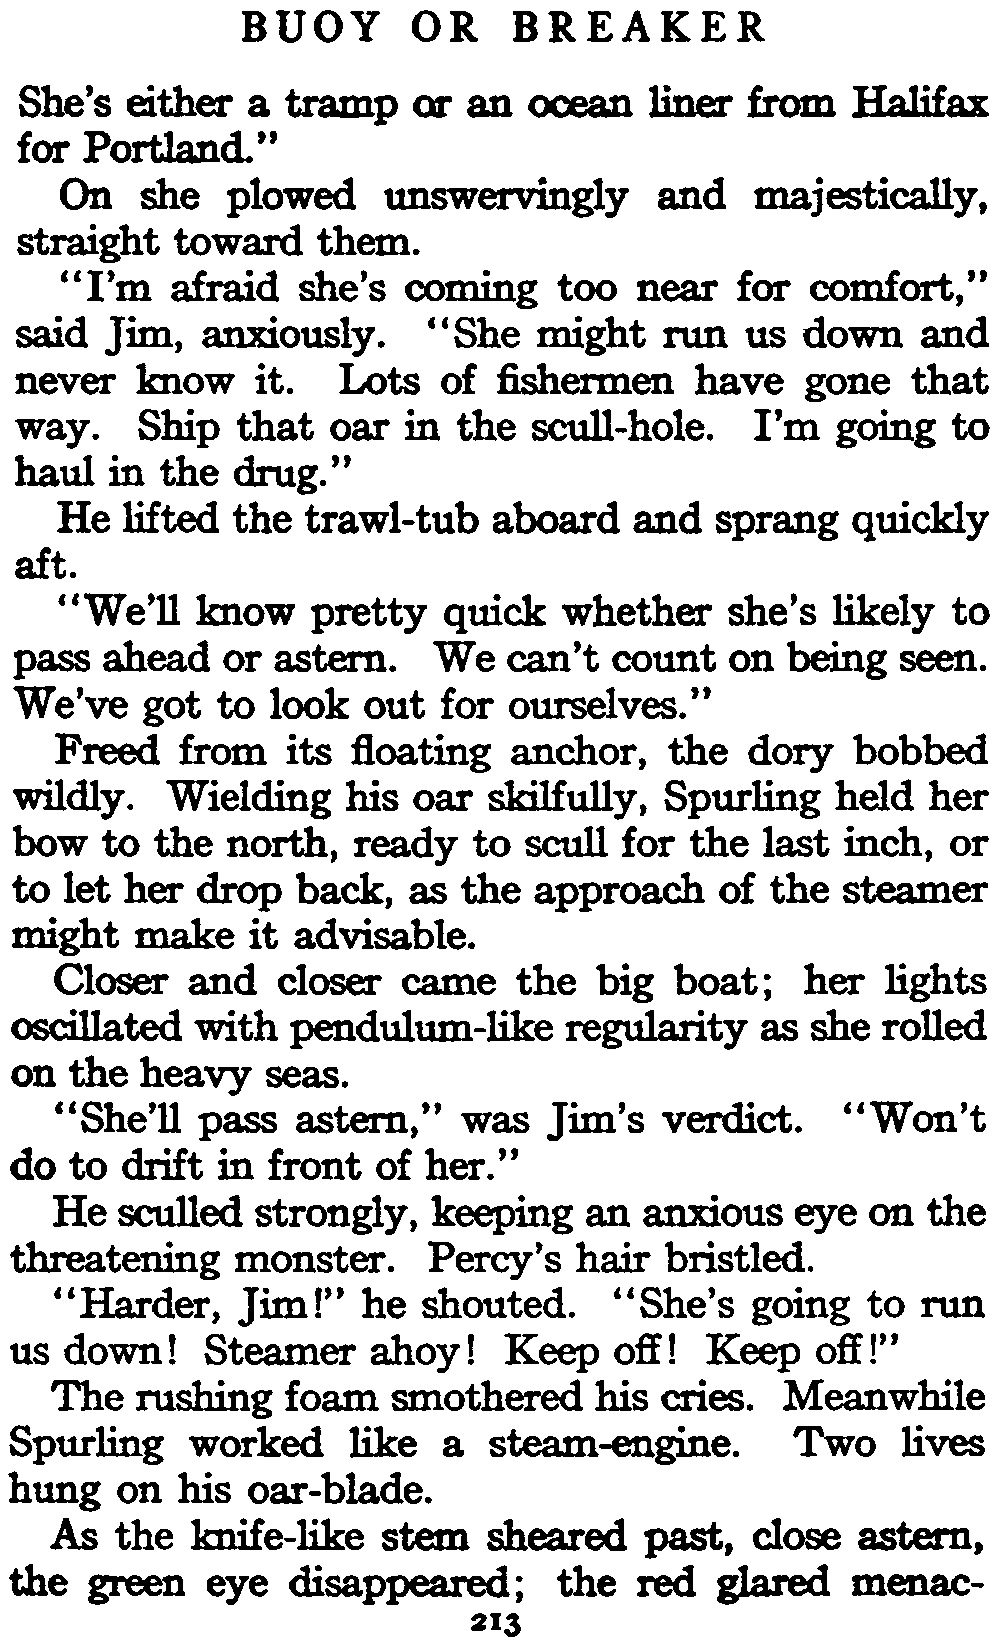 BUOY OR BREAKER
She's either a tramp or an ocean liner from Halifax
for Portland."
On she plowed unswervingly and majestically,
straight toward them.
"I'm afraid she's coming too near for comfort,"
said Jim, anxiously. "She might run us down and
never know it. Lots of fishermen have gone that
way. Ship that oar in the scull-hole. I'm going to
haul in the drug."
He lifted the trawl-tub aboard and sprang quickly
aft.
"We'll know pretty quick whether she's likely to
pass ahead or astern. We can't count on being seen.
We've got to look out for ourselves."
Freed from its floating anchor, the dory bobbed
wildly. Wielding his oar skilfully, Spurling held her
bow to the north, ready to scull for the last inch, or
to let her drop back, as the approach of the steamer
might make it advisable.
Closer and closer came the big boat; her lights
oscillated with pendulum-like regularity as she rolled
on the heavy seas.
"She'll pass astern," was Jim's verdict. "Won't
do to drift in front of her."
He sculled strongly, keeping an anxious eye on the
threatening monster. Percy's hair bristled.
"Harder, Jim!" he shouted. "She's going to run
us down! Steamer ahoy! Keep off! Keep off!"
The rushing foam smothered his cries. Meanwhile
Spurling worked like a steam-engine. Two lives
hung on his oar-blade.
As the knife-like stem sheared past, close astern,
the green eye disappeared; the red glared menac-
213